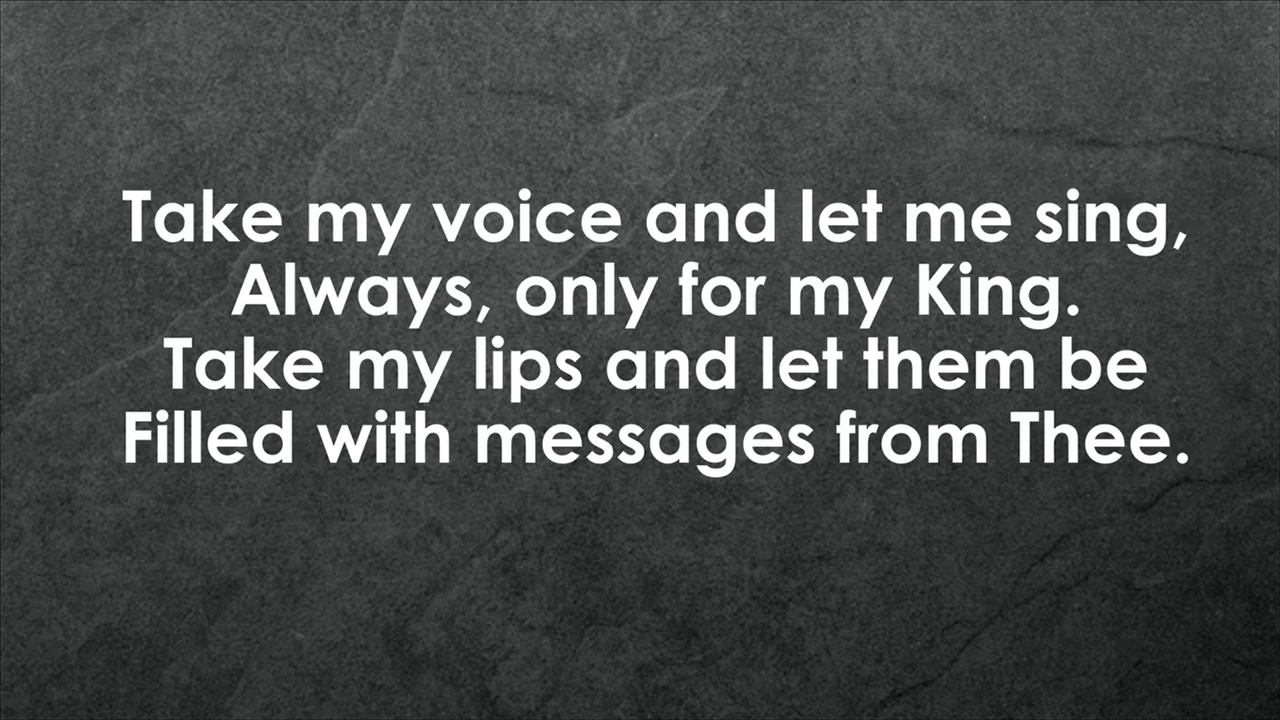 Take my voice and let me sing,
Always, only for my King.
Take my lips and let them be
Filled with messages from Thee.